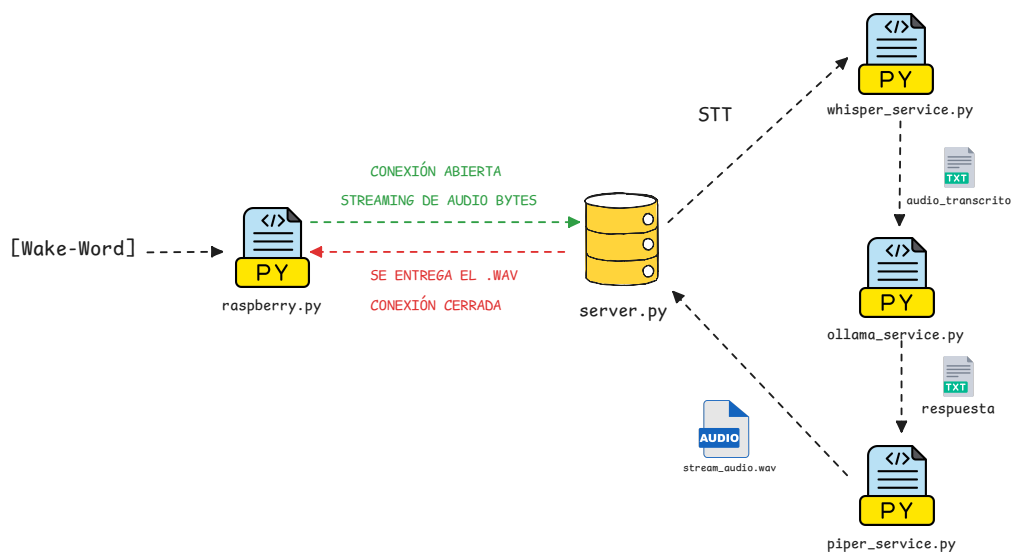 </>
PY
whisper_service.py
STT
TXT
audio_transcrito
CONEXIÓN ABIERTA
STREAMING DE AUDIO BYTES
[Wake-Word]
</>
PY
raspberry.py
SE ENTREGA EL .WAV
CONEXIÓN CERRADA
server.py
</>
PY
ollama_service.py
TXT
respuesta
AUDIO
stream_audio.wav
</>
PY
piper_service.py